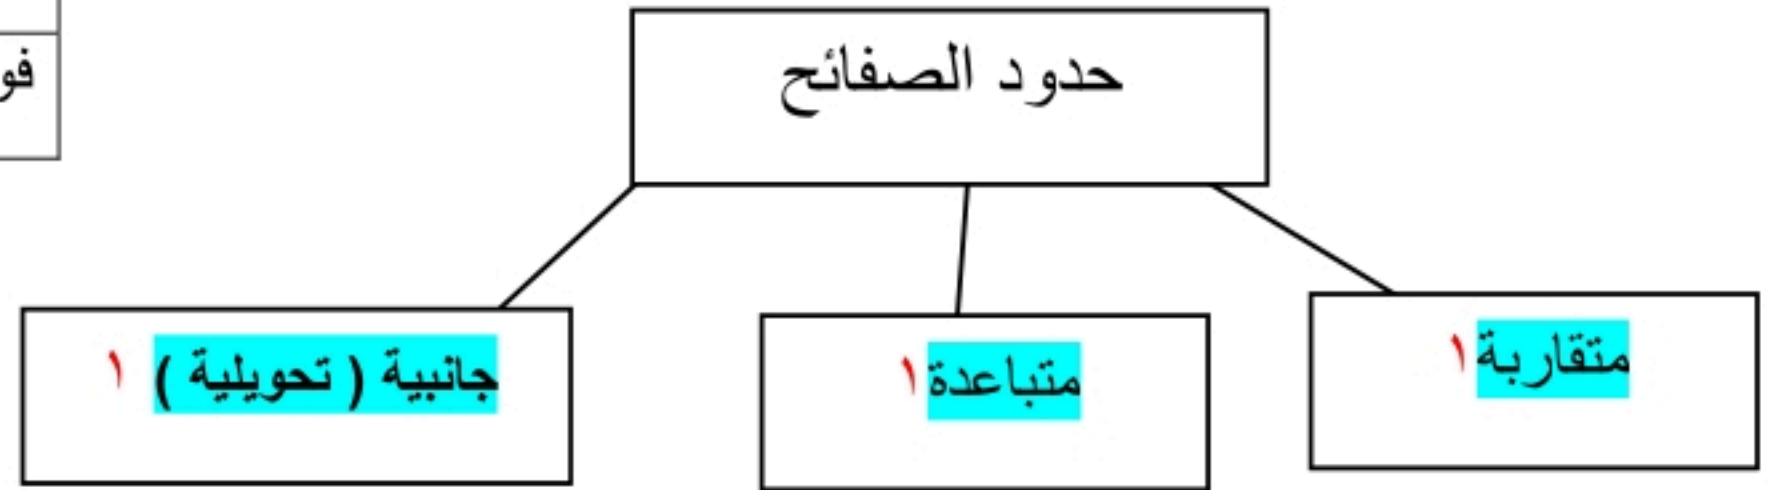 حدود الصفائح
متقاربة ١
متباعدة ١
جانبية ( تحويلية ) ١